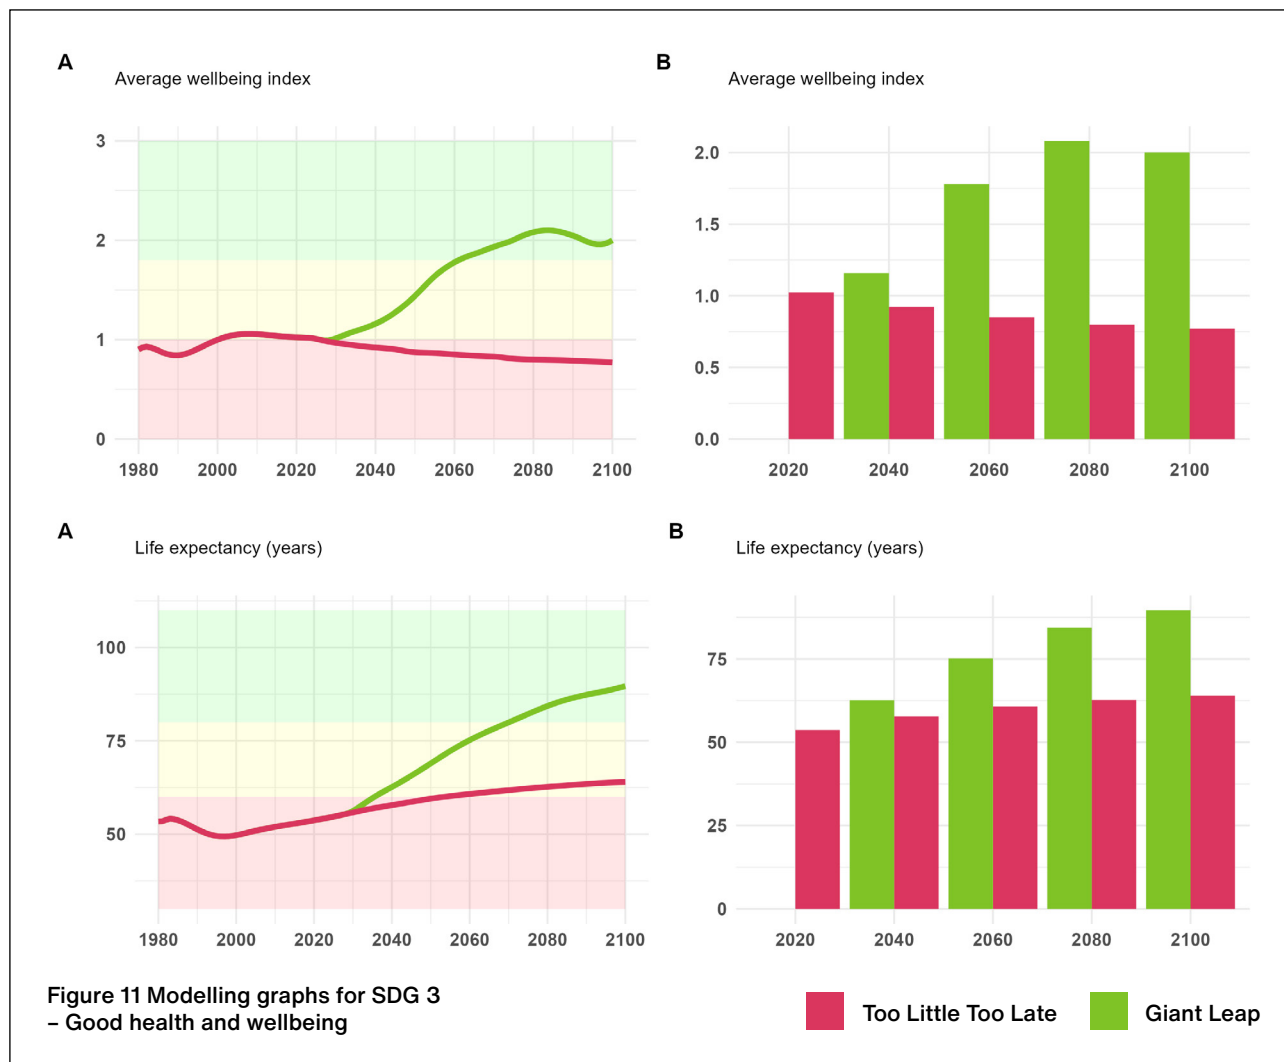 A
Average wellbeing index
3
2
1
0
1980 2000 2020 2040 2060 2080 2100
B
Average wellbeing index
2.0
1.5
1.0
0.5
0.0
2020 2040 2060 2080 2100
A
Life expectancy (years)
100
75
50
1980 2000 2020 2040 2060 2080 2100
B
Life expectancy (years)
75
50
25
0
2020 2040 2060 2080 2100
Figure 11 Modelling graphs for SDG 3
– Good health and wellbeing
Too Little Too Late
Giant Leap